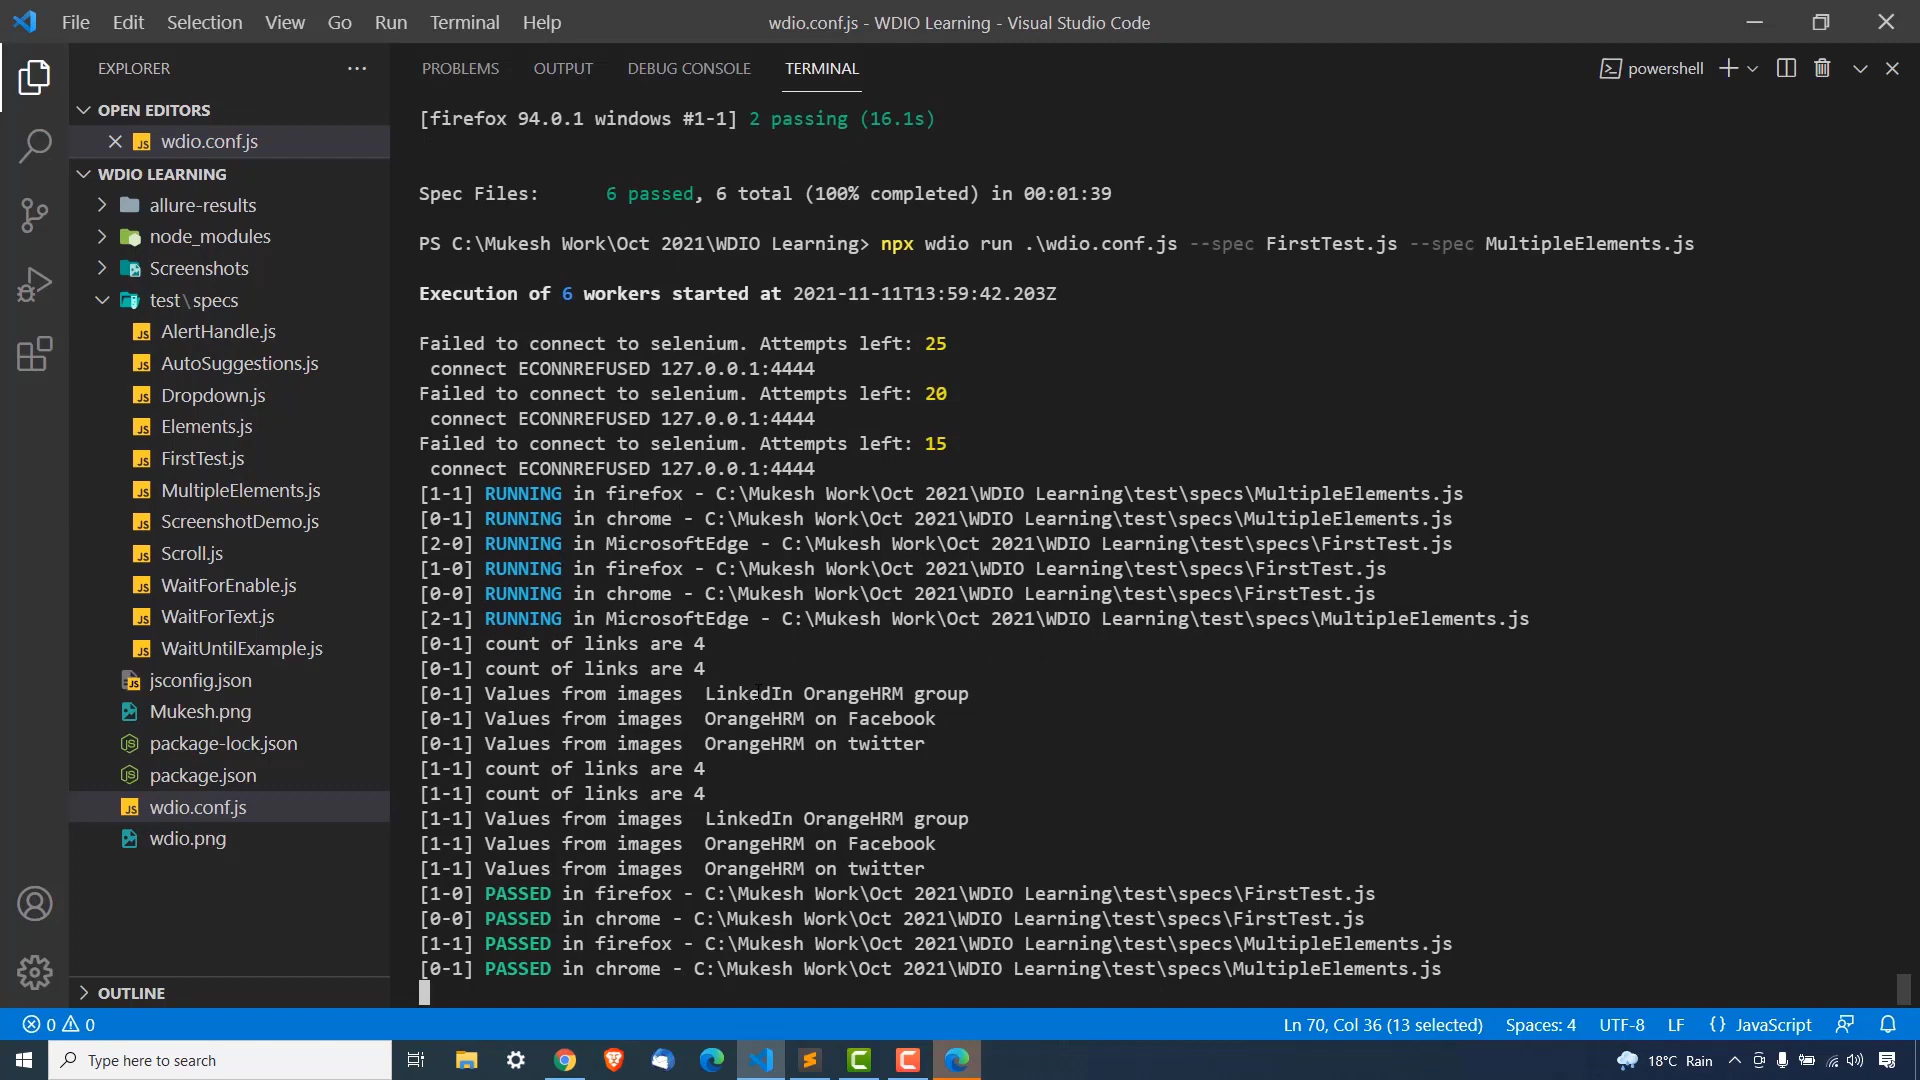 File Edit Selection View Go Run Terminal Help
wdio.conf.js - WDIO Learning - Visual Studio Code
EXPLORER
OPEN EDITORS
JS wdio.conf.js
WDIO LEARNING
allure-results
node_modules
Screenshots
test\specs
JS AlertHandle.js
JS AutoSuggestions.js
JS Dropdown.js
JS Elements.js
JS FirstTest.js
JS MultipleElements.js
JS ScreenshotDemo.js
JS Scroll.js
JS WaitForEnable.js
JS WaitForText.js
JS WaitUntilExample.js
jsconfig.json
Mukesh.png
package-lock.json
package.json
JS wdio.conf.js
wdio.png
OUTLINE
PROBLEMS OUTPUT DEBUG CONSOLE TERMINAL
powershell
[firefox 94.0.1 windows #1-1] 2 passing (16.1s)
Spec Files: 6 passed, 6 total (100% completed) in 00:01:39
PS C:\Mukesh Work\Oct 2021\WDIO Learning> npx wdio run .\wdio.conf.js --spec FirstTest.js --spec MultipleElements.js
Execution of 6 workers started at 2021-11-11T13:59:42.203Z
Failed to connect to selenium. Attempts left: 25
connect ECONNREFUSED 127.0.0.1:4444
Failed to connect to selenium. Attempts left: 20
connect ECONNREFUSED 127.0.0.1:4444
Failed to connect to selenium. Attempts left: 15
connect ECONNREFUSED 127.0.0.1:4444
[1-1] RUNNING in firefox - C:\Mukesh Work\Oct 2021\WDIO Learning\test\specs\MultipleElements.js
[0-1] RUNNING in chrome - C:\Mukesh Work\Oct 2021\WDIO Learning\test\specs\MultipleElements.js
[2-0] RUNNING in MicrosoftEdge - C:\Mukesh Work\Oct 2021\WDIO Learning\test\specs\FirstTest.js
[1-0] RUNNING in firefox - C:\Mukesh Work\Oct 2021\WDIO Learning\test\specs\FirstTest.js
[0-0] RUNNING in chrome - C:\Mukesh Work\Oct 2021\WDIO Learning\test\specs\FirstTest.js
[2-1] RUNNING in MicrosoftEdge - C:\Mukesh Work\Oct 2021\WDIO Learning\test\specs\MultipleElements.js
[0-1] count of links are 4
[0-1] count of links are 4
[0-1] Values from images LinkedIn OrangeHRM group
[0-1] Values from images OrangeHRM on Facebook
[0-1] Values from images OrangeHRM on twitter
[1-1] count of links are 4
[1-1] count of links are 4
[1-1] Values from images LinkedIn OrangeHRM group
[1-1] Values from images OrangeHRM on Facebook
[1-1] Values from images OrangeHRM on twitter
[1-0] PASSED in firefox - C:\Mukesh Work\Oct 2021\WDIO Learning\test\specs\FirstTest.js
[0-0] PASSED in chrome - C:\Mukesh Work\Oct 2021\WDIO Learning\test\specs\FirstTest.js
[1-1] PASSED in firefox - C:\Mukesh Work\Oct 2021\WDIO Learning\test\specs\MultipleElements.js
[0-1] PASSED in chrome - C:\Mukesh Work\Oct 2021\WDIO Learning\test\specs\MultipleElements.js
0 0
Ln 70, Col 36 (13 selected) Spaces: 4 UTF-8 LF {} JavaScript
Type here to search
18°C Rain